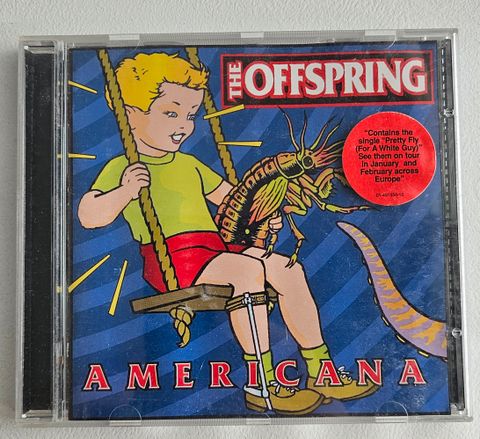 THE OFFSPRING
"Contains the
single "Pretty Fly
(For A White Guy)"
See them on tour
in January and
February across
Europe"
AMERICANA